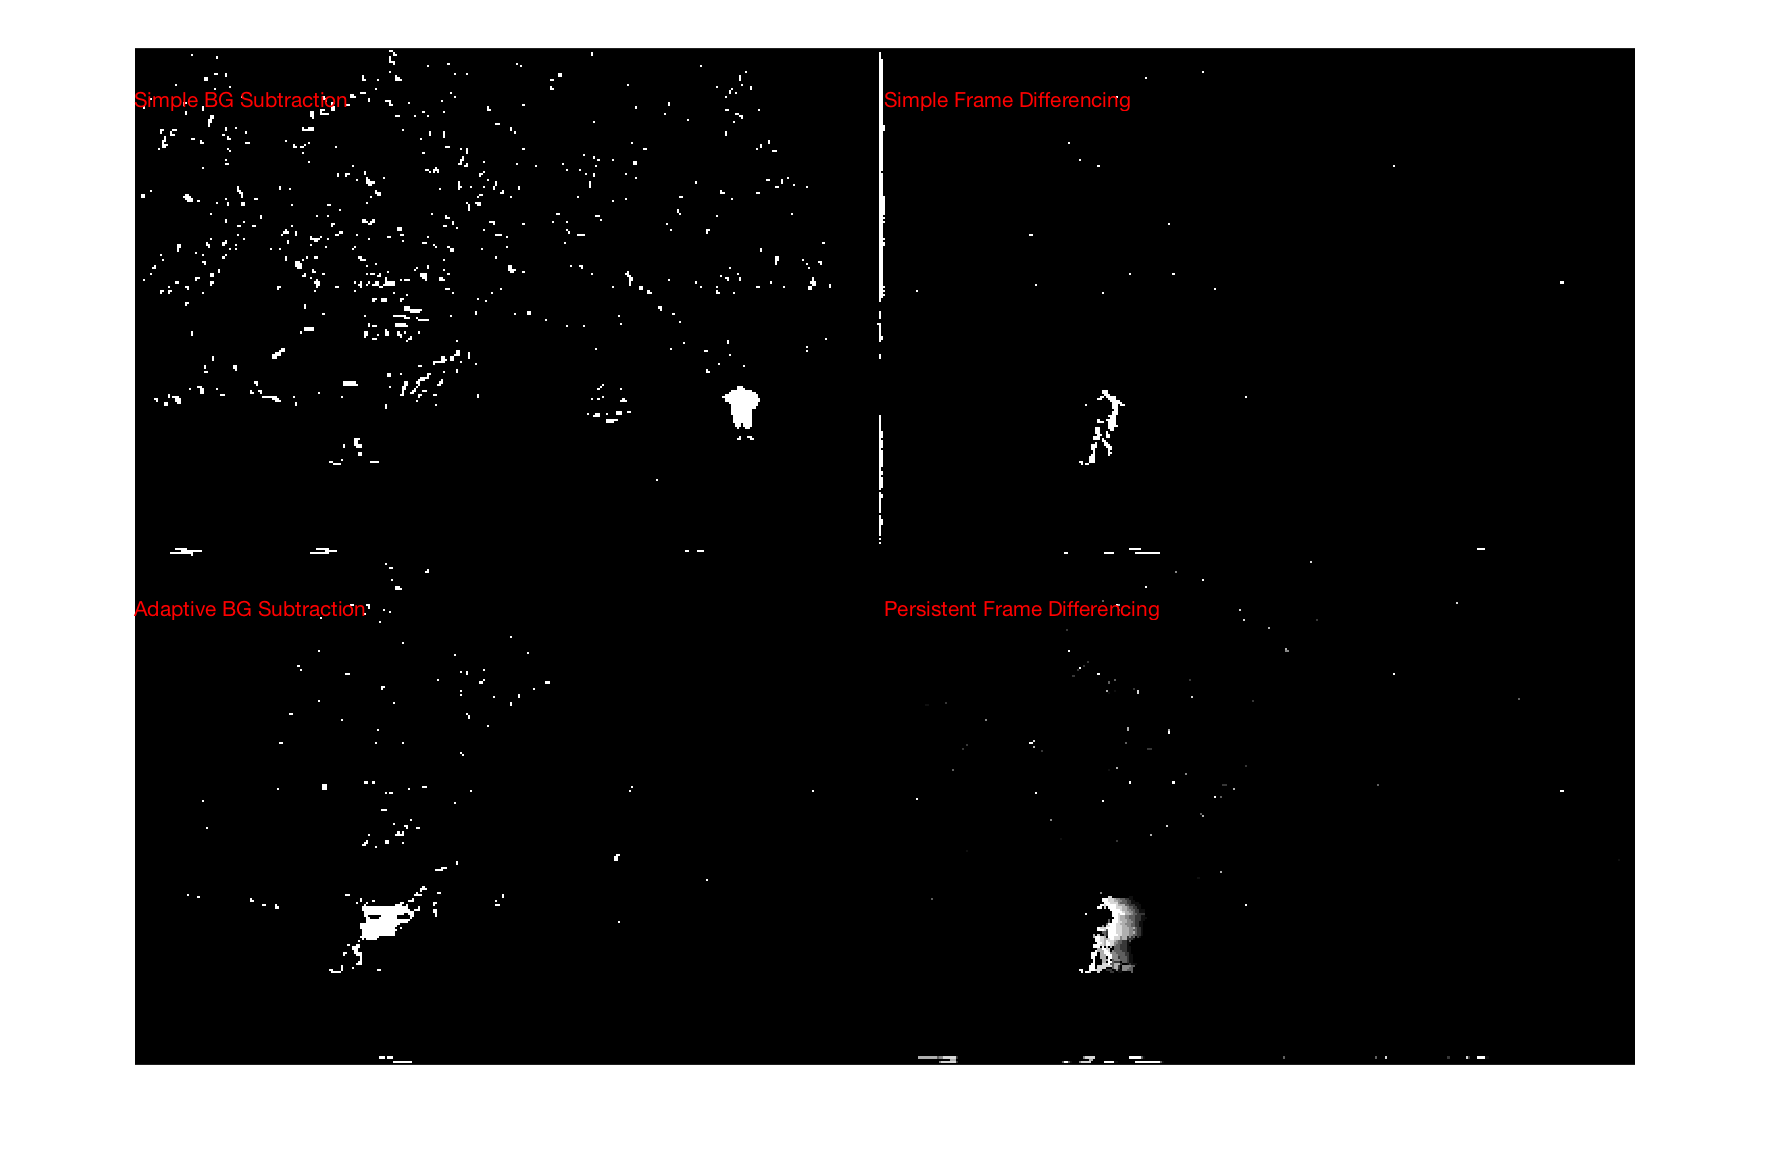 Simple BG Subtraction
Simple Frame Differencing
Adaptive BG Subtraction
Persistent Frame Differencing